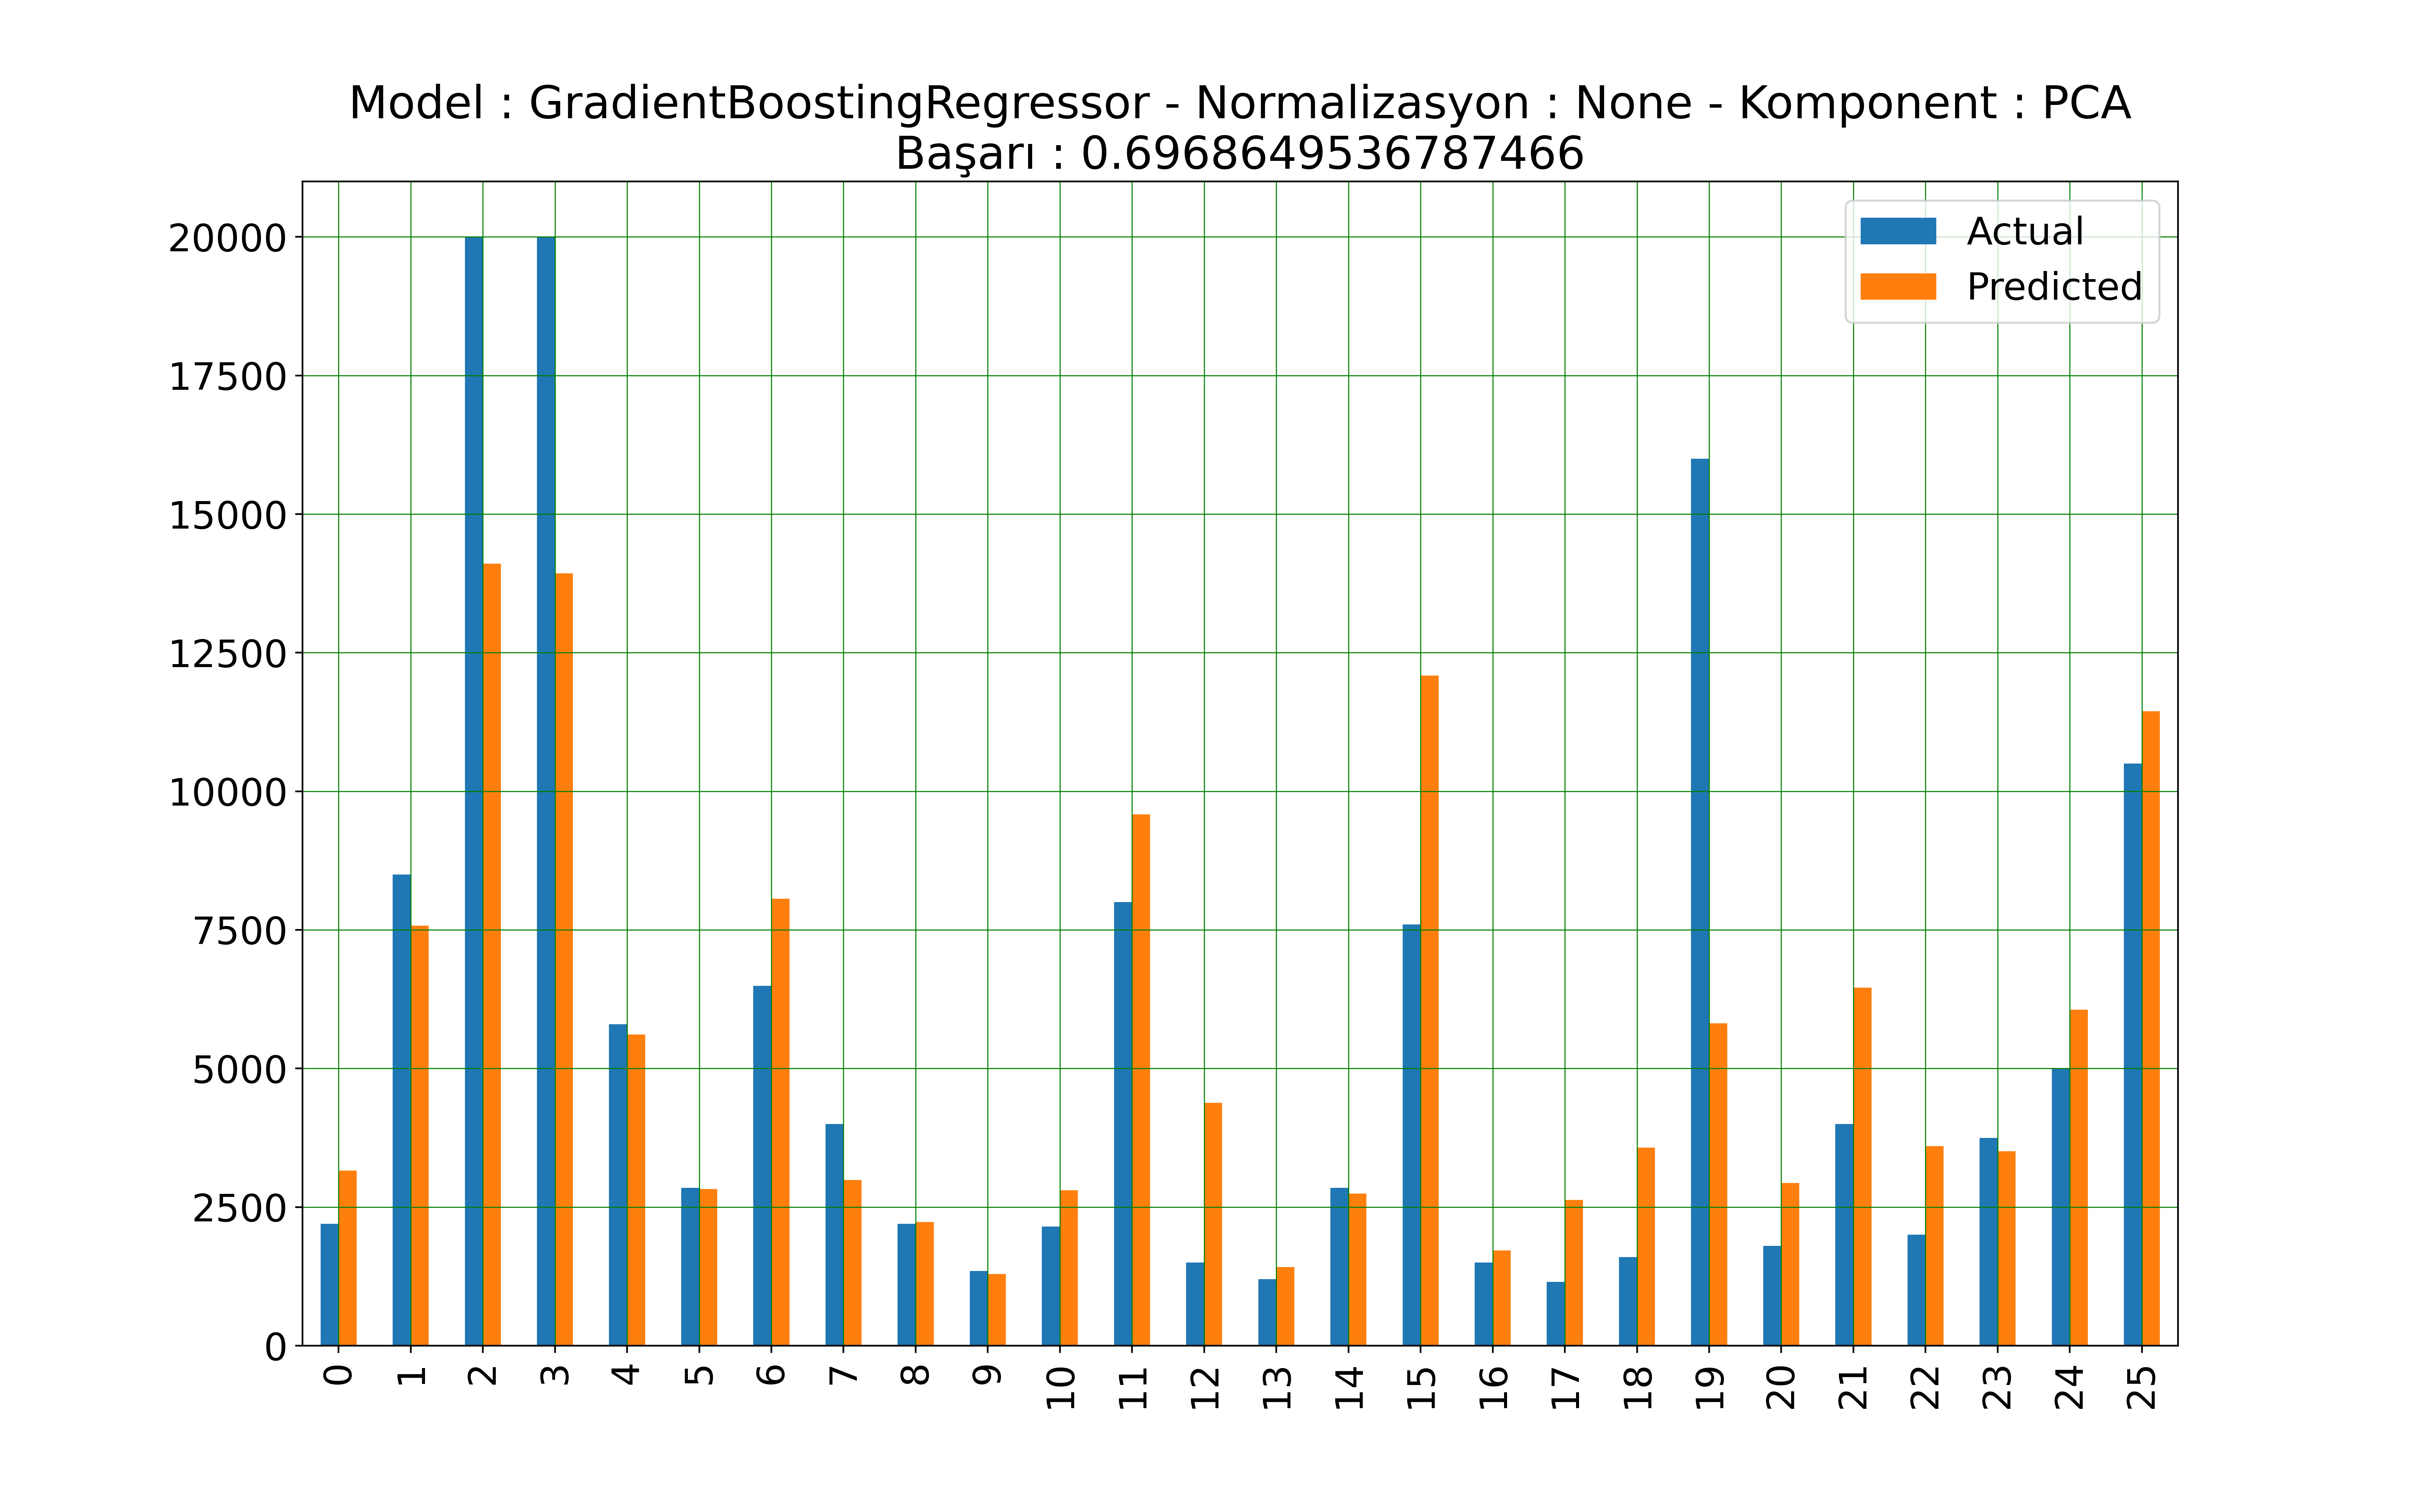 Model : GradientBoostingRegressor - Normalizasyon : None - Komponent : PCA
Başarı : 0.6968649536787466
Actual
Predicted
20000
17500
15000
12500
10000
7500
5000
2500
0
0 1 2 3 4 5 6 7 8 9 10 11 12 13 14 15 16 17 18 19 20 21 22 23 24 25